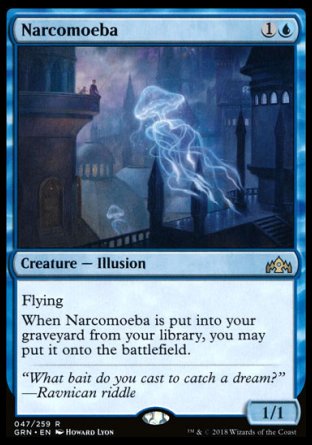 Narcomoeba 1
Creature — Illusion
Flying
When Narcomoeba is put into your
graveyard from your library, you may
put it onto the battlefield.
“What bait do you cast to catch a dream?”
—Ravnican riddle
1/1
047/259 R
GRN • EN Howard Lyon
™ & © 2018 Wizards of the Coast